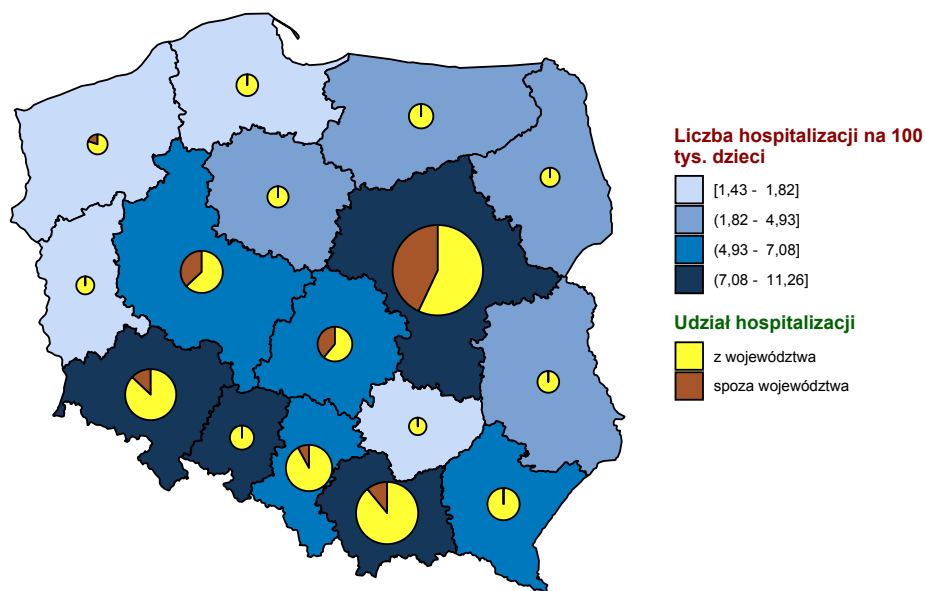 Liczba hospitalizacji na 100
tys. dzieci
[1,43 - 1,82]
(1,82 - 4,93]
(4,93 - 7,08]
(7,08 - 11,26]
Udział hospitalizacji
z województwa
spoza województwa